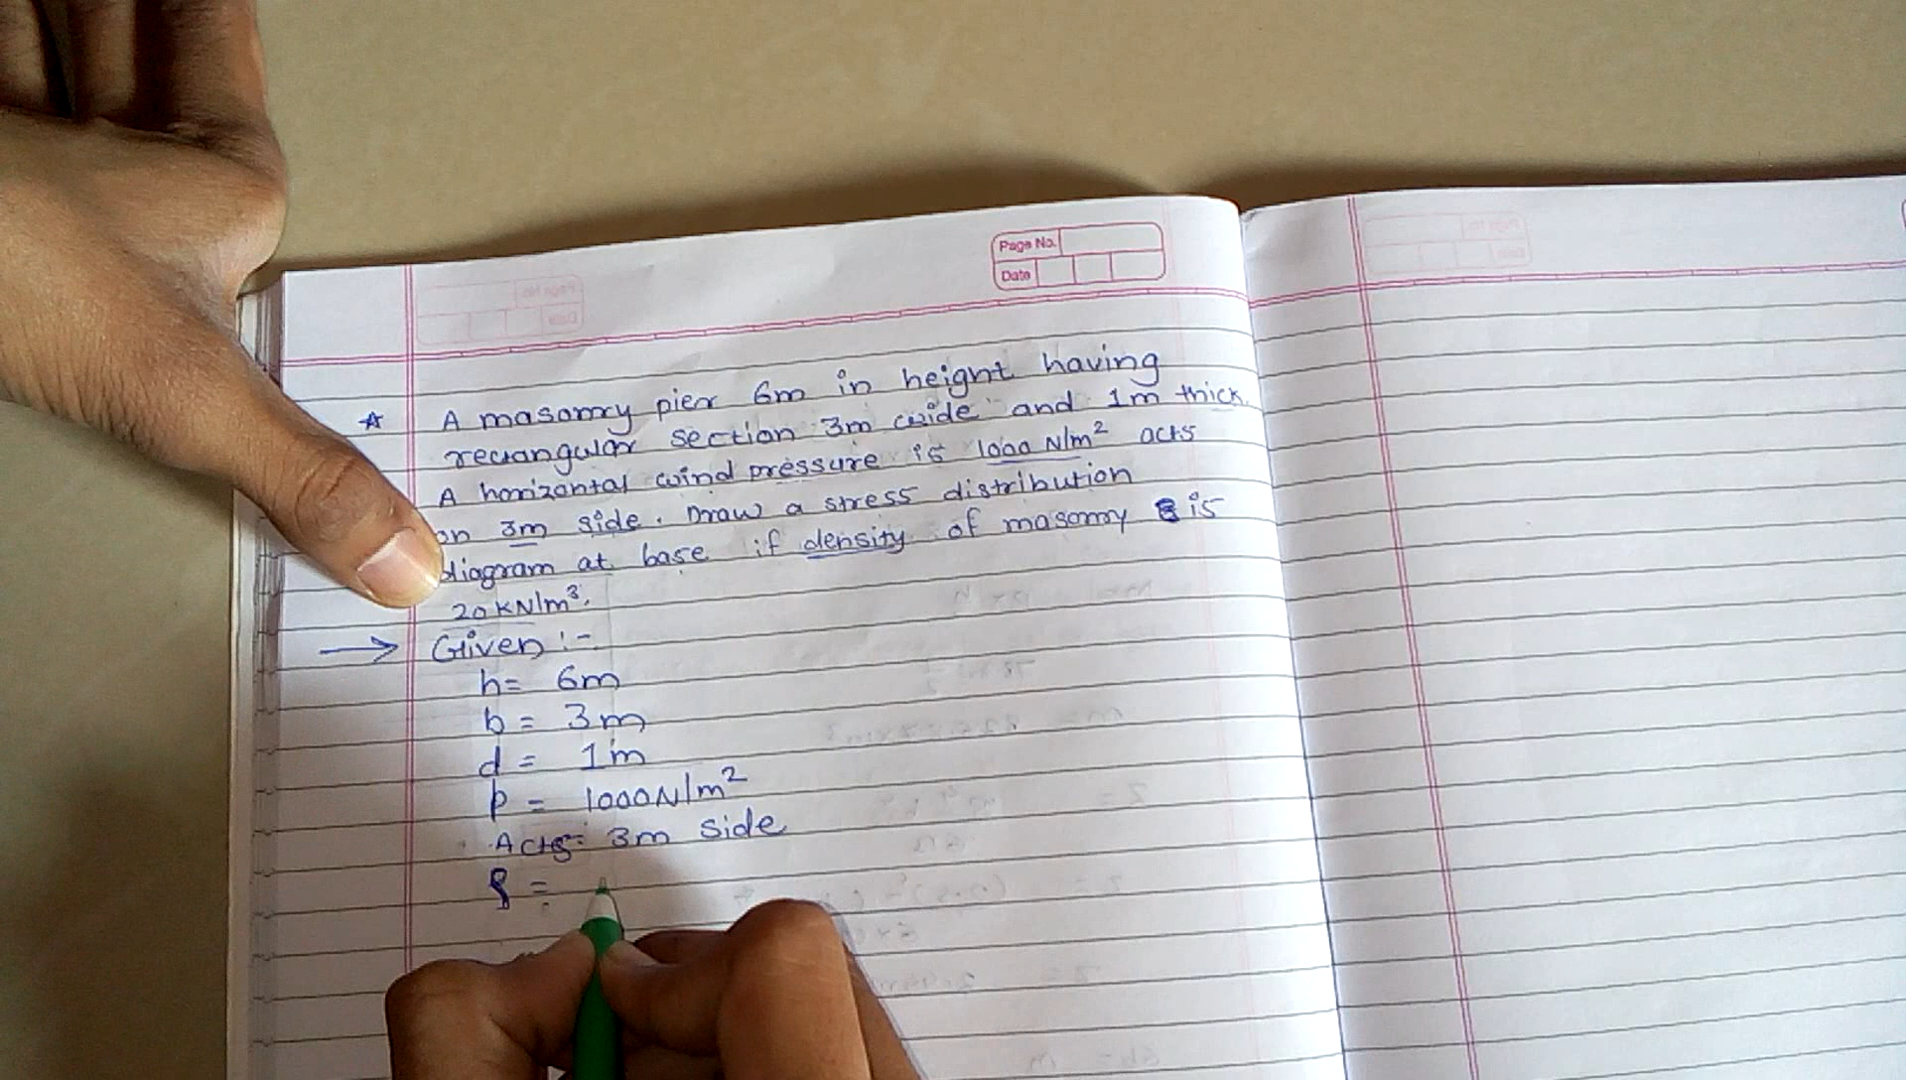 Page No.
Date
A masonry pier 6m in height having
rectangular section 3m wide and 1m thick.
A horizontal wind pressure is 1000 N/m² acts
on 3m side. Draw a stress distribution
diagram at base if density of masonry is
20 KN/m³.
→ Given :-
h = 6m
b = 3m
d = 1m
p = 1000N/m²
Acts = 3m side
ρ =